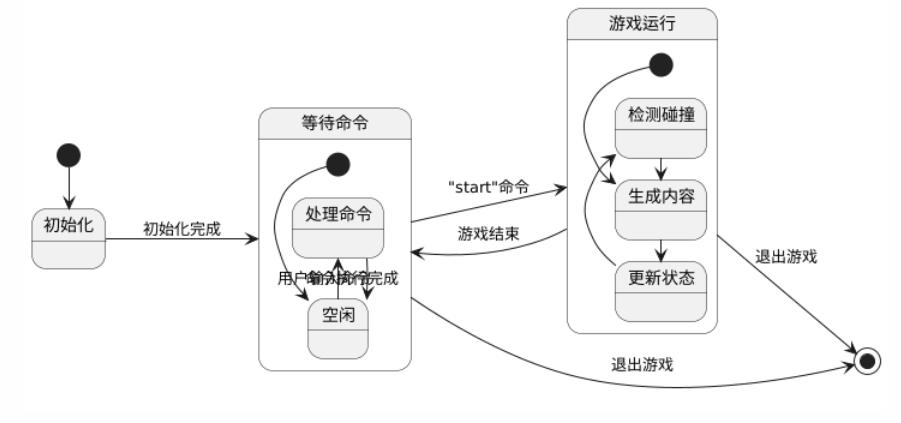 游戏运行
检测碰撞
等待命令
"start"命令
处理命令
生成内容
初始化
初始化完成
游戏结束
退出游戏
更新状态
空闲
退出游戏